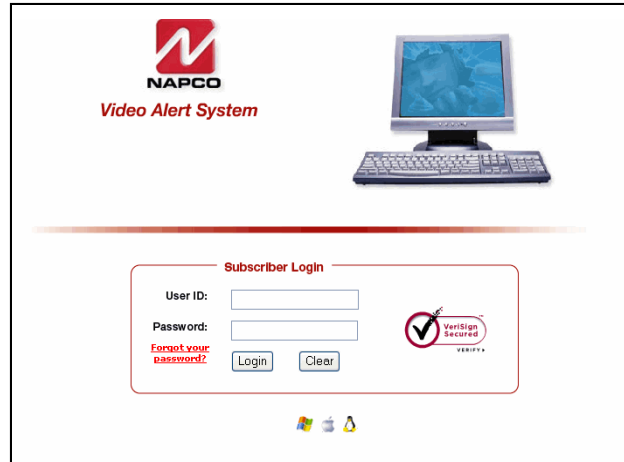 NAPCO
Video Alert System
Subscriber Login
User ID:
Password:
Forgot your
password?
Login
Clear
VeriSign
Secured
VERIFY